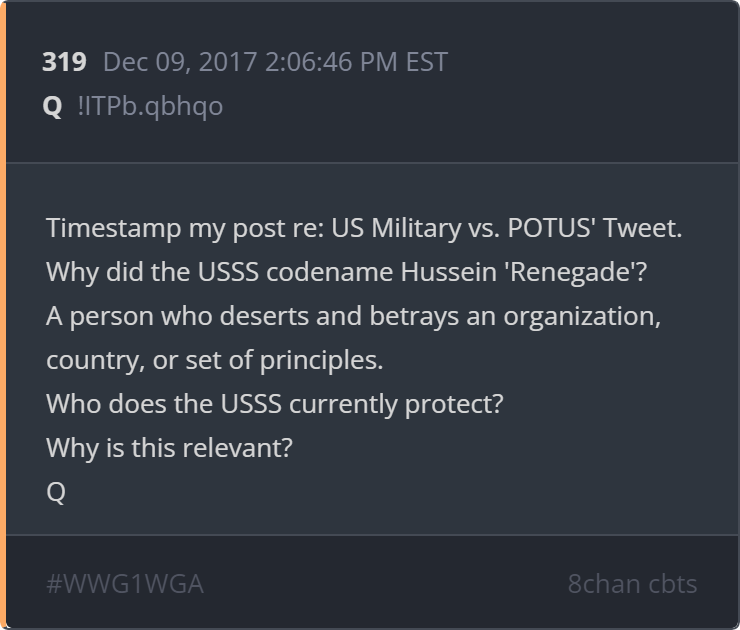 319 Dec 09, 2017 2:06:46 PM EST
Q !ITPb.qbhqo
Timestamp my post re: US Military vs. POTUS' Tweet.
Why did the USSS codename Hussein 'Renegade'?
A person who deserts and betrays an organization,
country, or set of principles.
Who does the USSS currently protect?
Why is this relevant?
Q
#WWG1WGA 8chan cbts